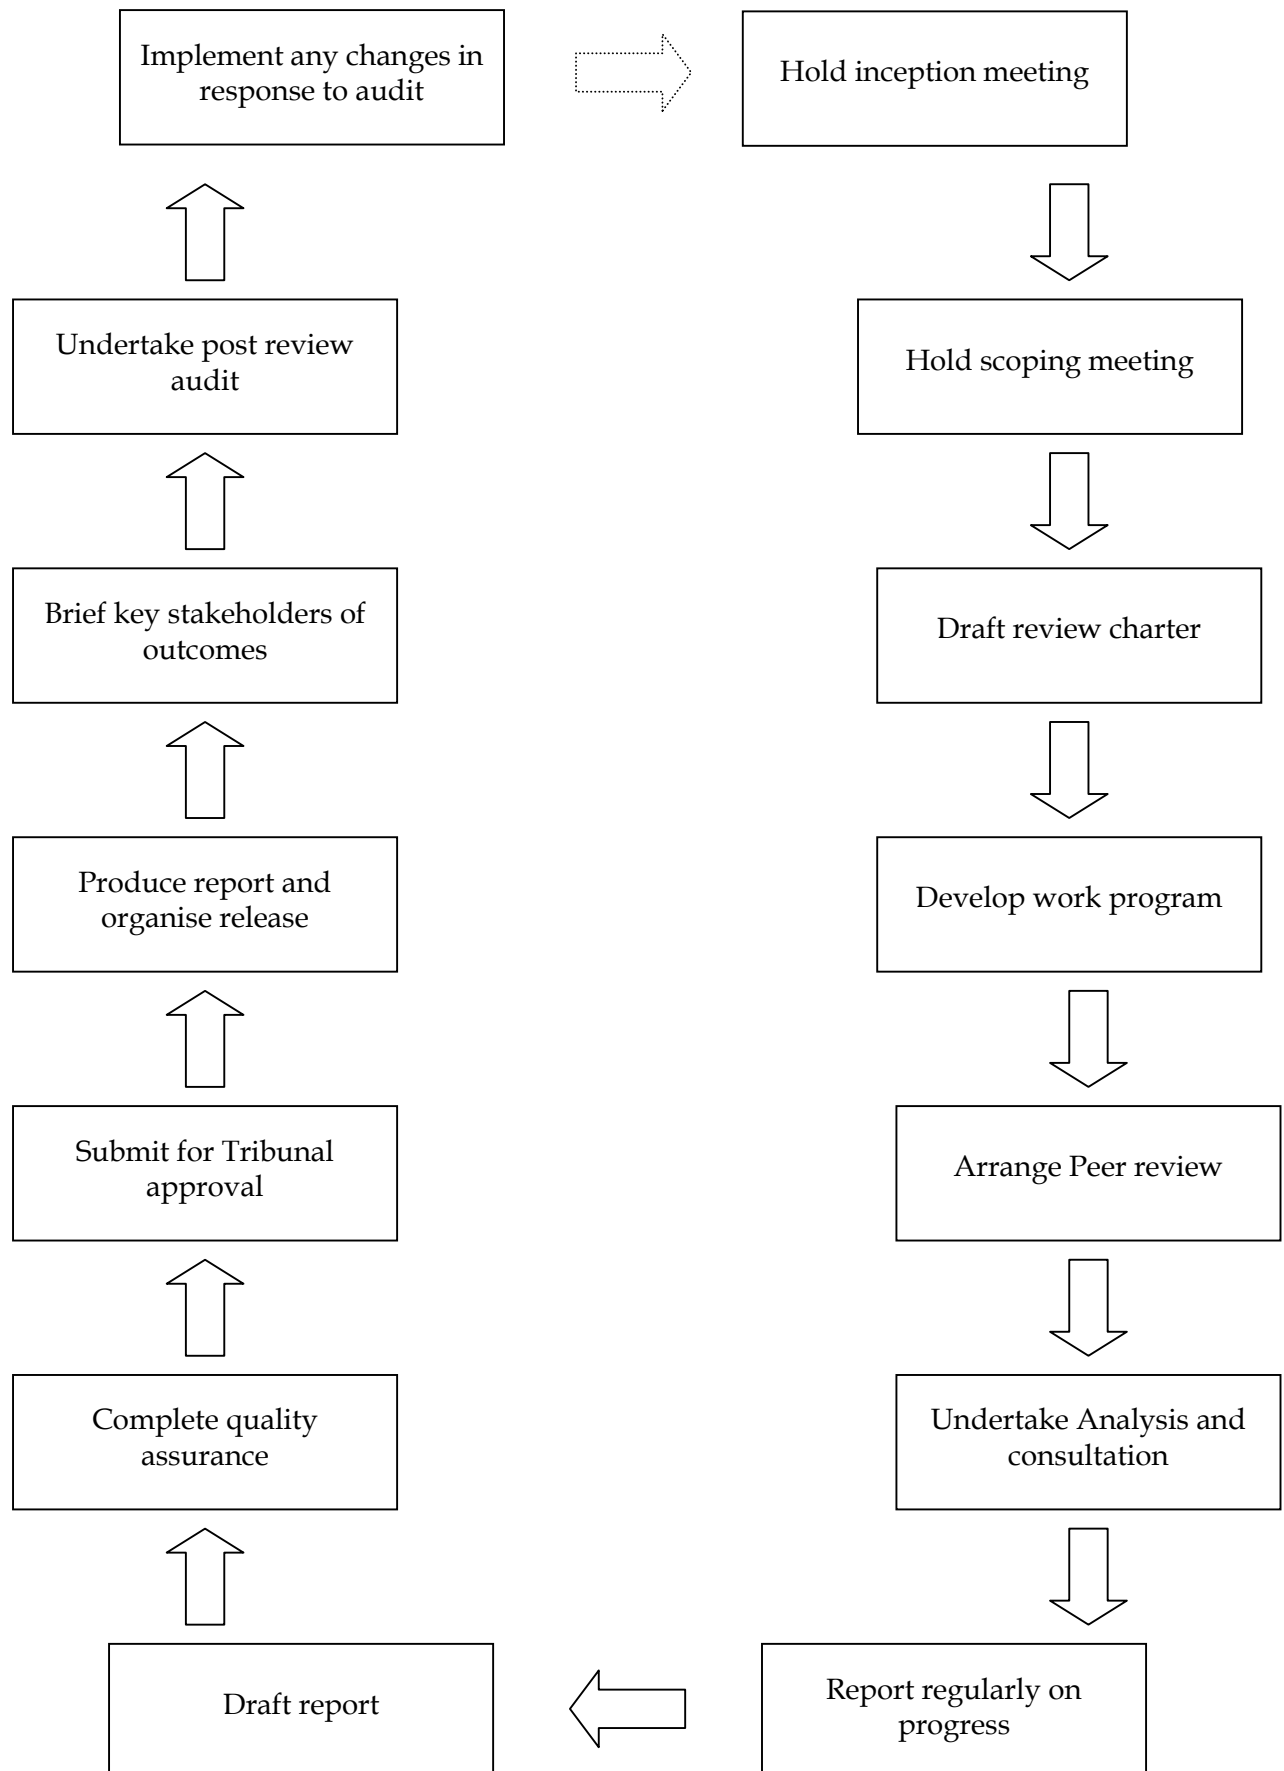 Implement any changes in
response to audit
Hold inception meeting
Undertake post review
audit
Hold scoping meeting
Brief key stakeholders of
outcomes
Draft review charter
Produce report and
organise release
Develop work program
Submit for Tribunal
approval
Arrange Peer review
Complete quality
assurance
Undertake Analysis and
consultation
Draft report
Report regularly on
progress